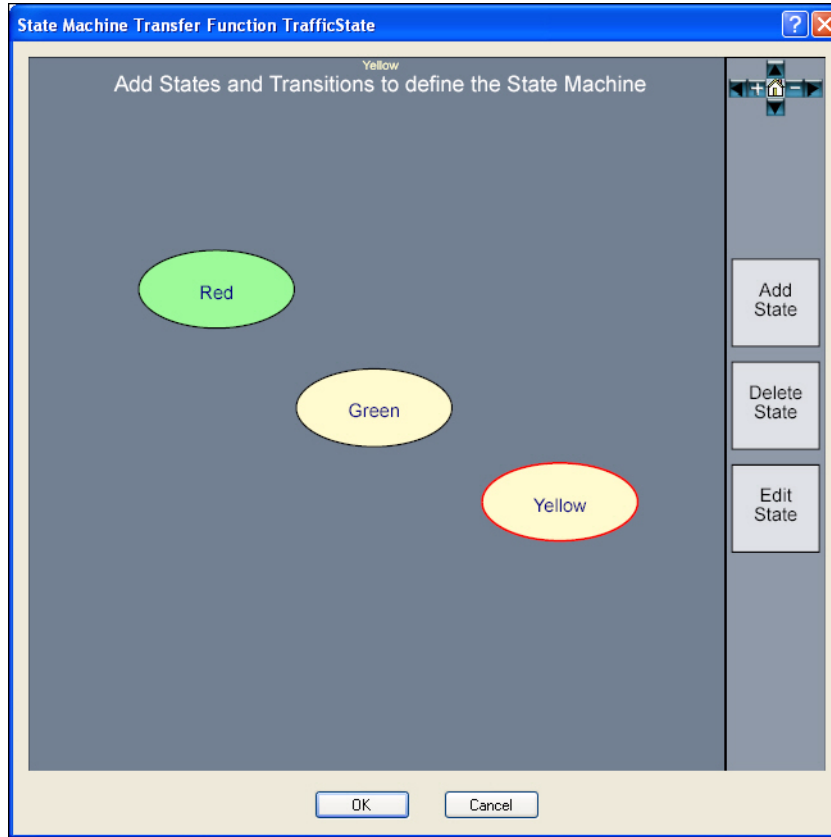 State Machine Transfer Function TrafficState
Yellow
Add States and Transitions to define the State Machine
Red
Green
Yellow
Add
State
Delete
State
Edit
State
OK
Cancel